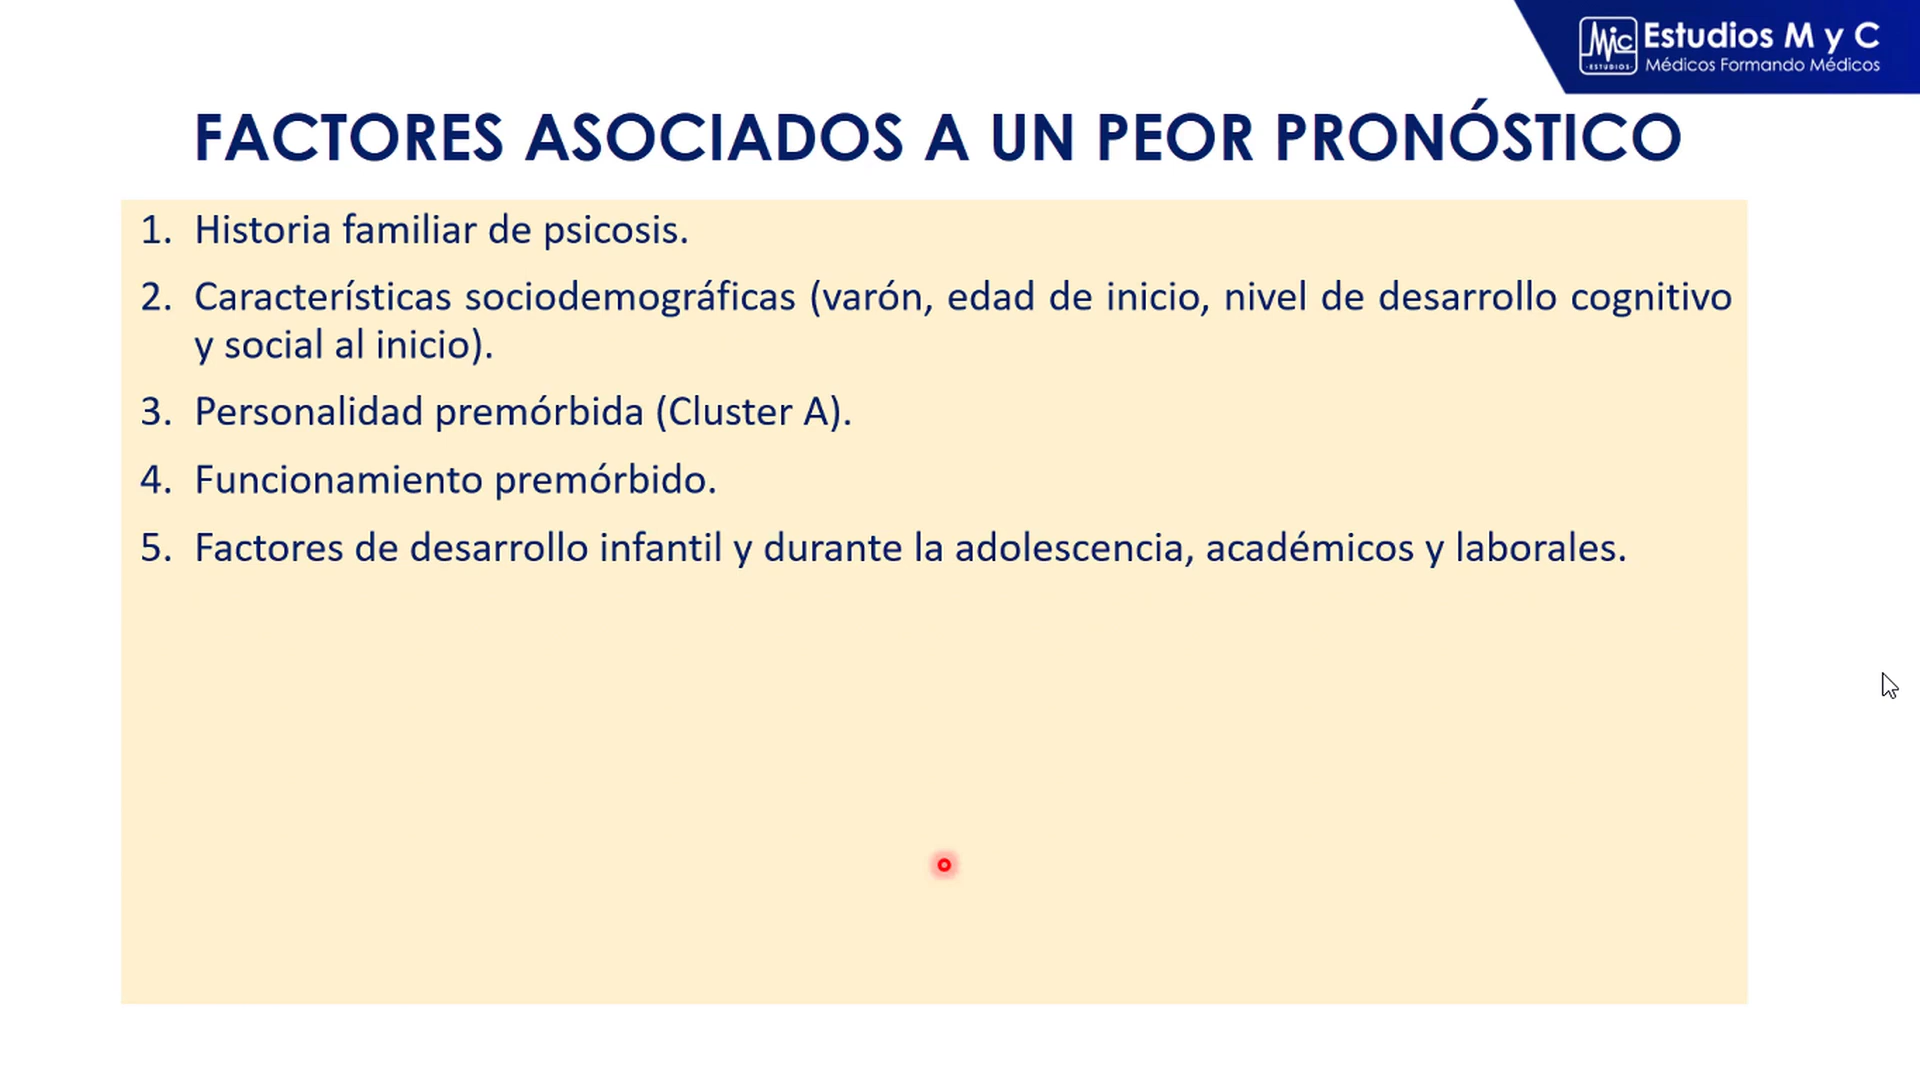 Mic
ESTUDIOS
Estudios M y C
Médicos Formando Médicos
FACTORES ASOCIADOS A UN PEOR PRONÓSTICO
1. Historia familiar de psicosis.
2. Características sociodemográficas (varón, edad de inicio, nivel de desarrollo cognitivo
y social al inicio).
3. Personalidad premórbida (Cluster A).
4. Funcionamiento premórbido.
5. Factores de desarrollo infantil y durante la adolescencia, académicos y laborales.